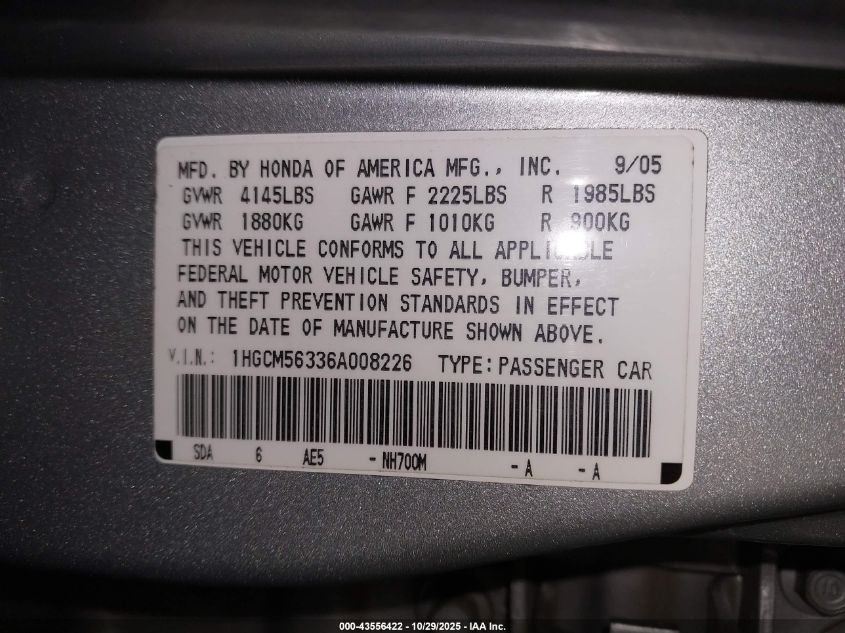 MFD. BY HONDA OF AMERICA MFG., INC. 9/05
GVWR 4145LBS GAWR F 2225LBS R 1985LBS
GVWR 1880KG GAWR F 1010KG R 900KG
THIS VEHICLE CONFORMS TO ALL APPLICABLE
FEDERAL MOTOR VEHICLE SAFETY, BUMPER,
AND THEFT PREVENTION STANDARDS IN EFFECT
ON THE DATE OF MANUFACTURE SHOWN ABOVE.
V.I.N.: 1HGCM56336A008226 TYPE: PASSENGER CAR
SDA 6 AE5 - NH700M - A - A
000-43556422 - 10/29/2025 - IAA Inc.